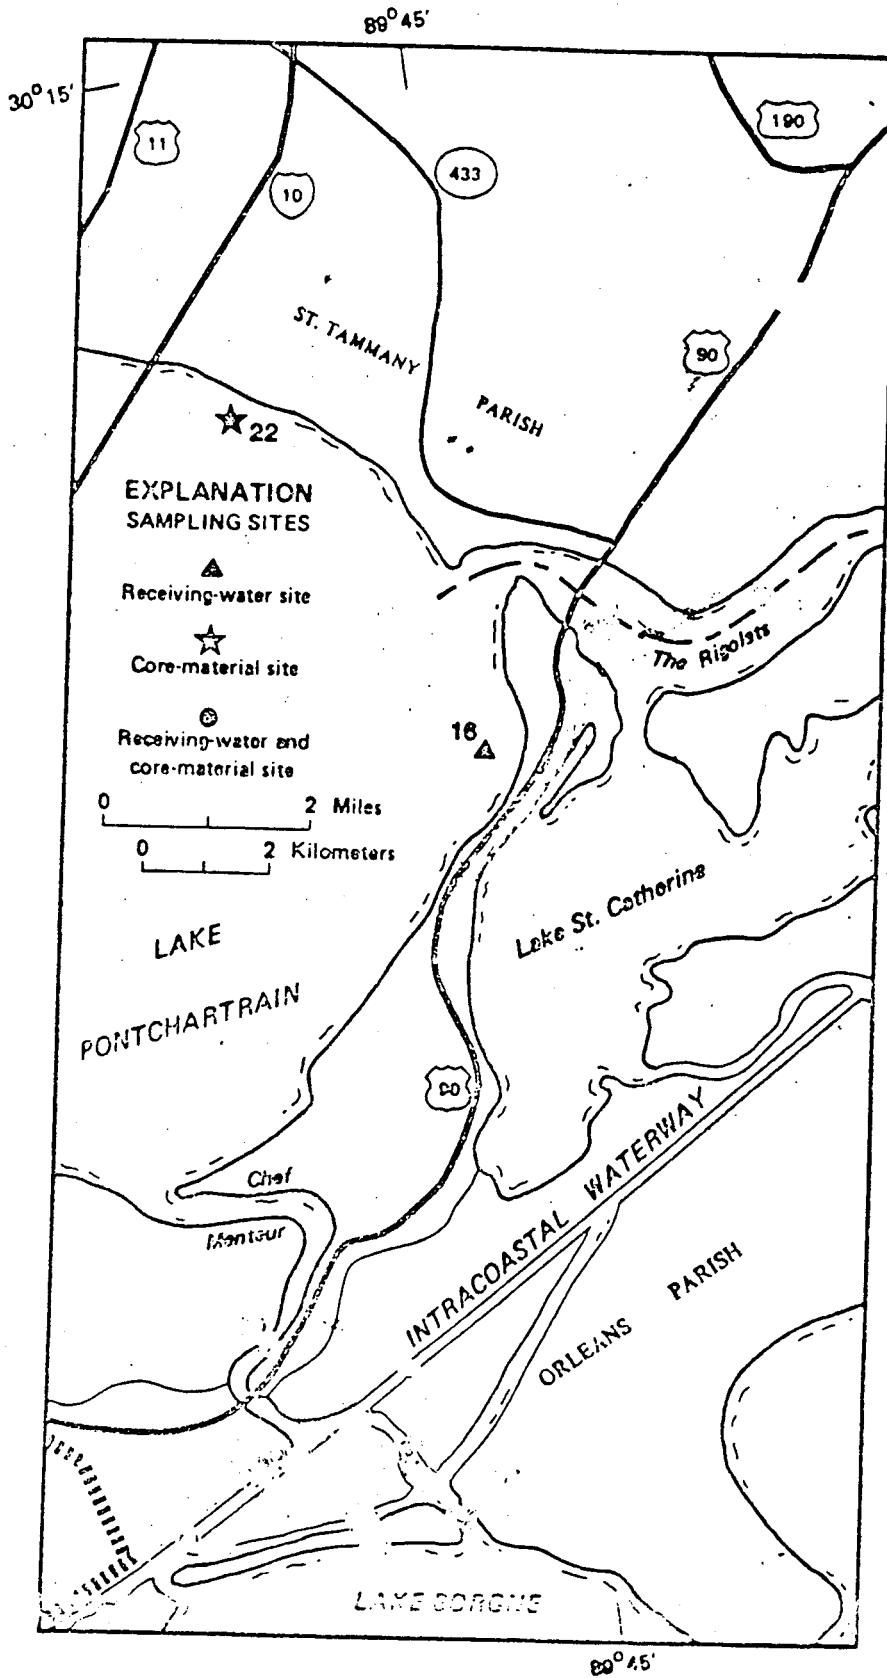 89°45'
30°15'
11
10
433
190
ST. TAMMANY
PARISH
90
22
EXPLANATION
SAMPLING SITES
Receiving-water site
Core-material site
Receiving-water and
core-material site
0 2 Miles
0 2 Kilometers
The Rigolets
16
Lake St. Catherine
LAKE
PONTCHARTRAIN
90
Chef
Menteur
INTRACOASTAL WATERWAY
ORLEANS PARISH
LAKE BORGNE
89°45'